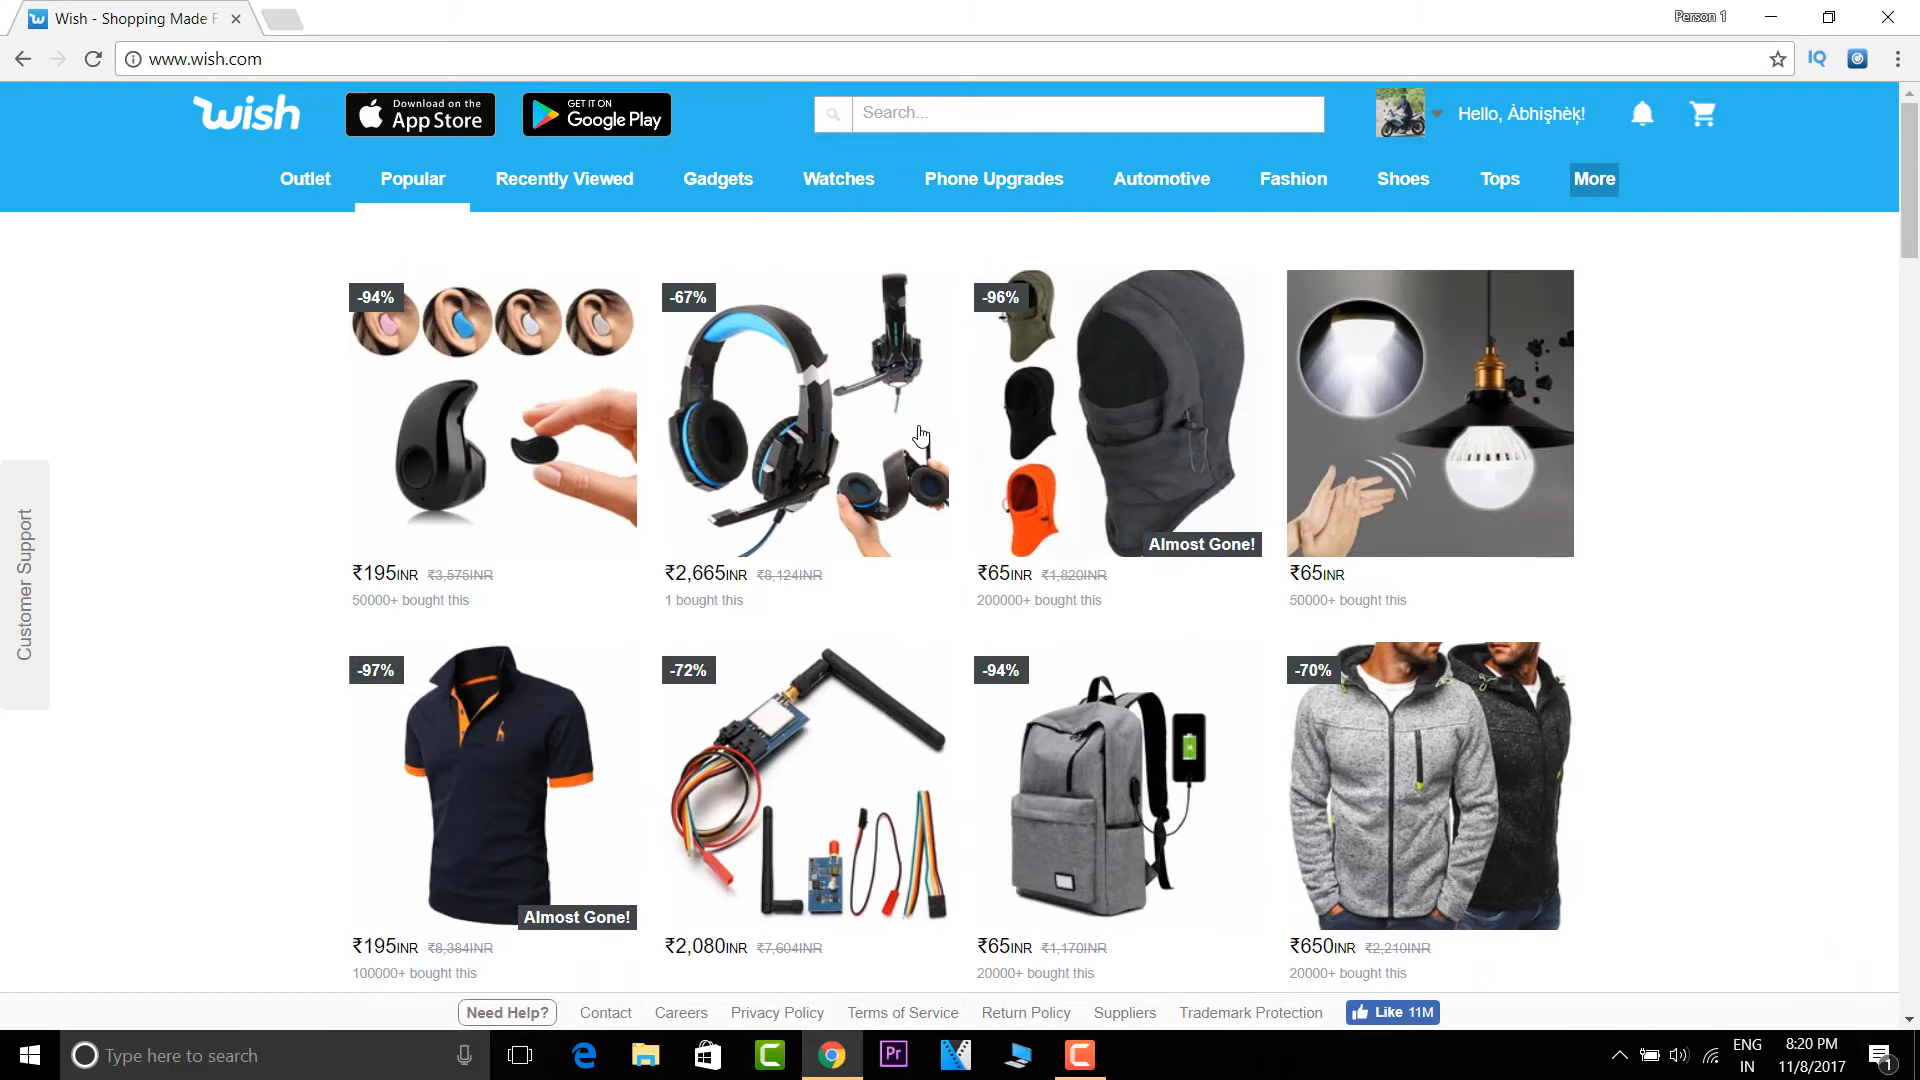 Wish - Shopping Made F
Person 1
www.wish.com
IQ
wish
Download on the
App Store
GET IT ON
Google Play
Search...
Hello, Àbhişhèķ!
Outlet
Popular
Recently Viewed
Gadgets
Watches
Phone Upgrades
Automotive
Fashion
Shoes
Tops
More
Customer Support
-94%
-67%
-96%
Almost Gone!
₹195INR ₹3,575INR
50000+ bought this
₹2,665INR ₹8,124INR
1 bought this
₹65INR ₹1,820INR
200000+ bought this
₹65INR
50000+ bought this
-97%
Almost Gone!
-72%
-94%
-70%
₹195INR ₹8,384INR
100000+ bought this
₹2,080INR ₹7,604INR
₹65INR ₹1,170INR
20000+ bought this
₹650INR ₹2,210INR
20000+ bought this
Need Help?
Contact
Careers
Privacy Policy
Terms of Service
Return Policy
Suppliers
Trademark Protection
Like 11M
Type here to search
Pr
ENG
IN
8:20 PM
11/8/2017
1